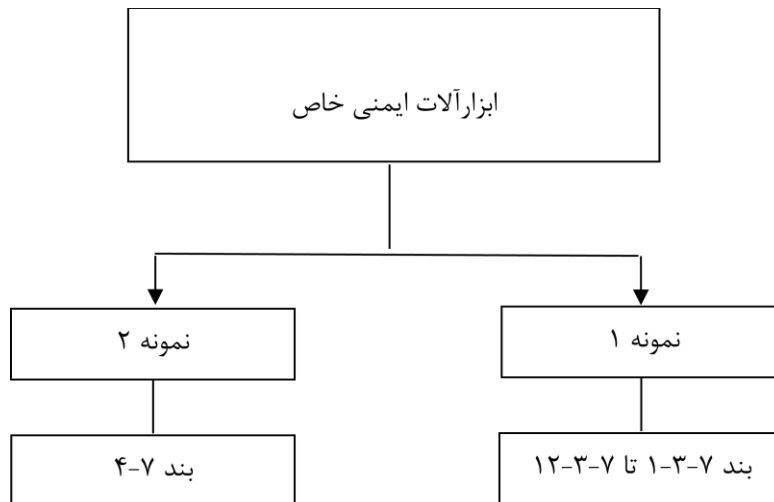 ابزارآلات ایمنی خاص
نمونه ۱
نمونه ۲
بند ۷-۳-۱ تا ۷-۳-۱۲
بند ۷-۴